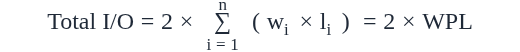 Total I/O = 2 × n ∑ i = 1 ( wi × li ) = 2 × WPL